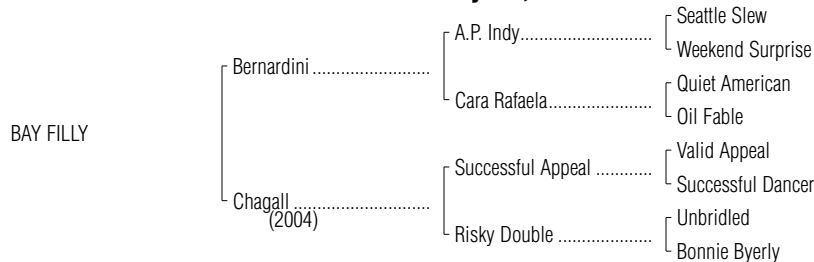 Seattle Slew
A.P. Indy..............................
Weekend Surprise
Bernardini ..........................
Quiet American
Cara Rafaela.......................
Oil Fable
BAY FILLY
Valid Appeal
Successful Appeal ............
Successful Dancer
Chagall ..............................
(2004)
Unbridled
Risky Double .....................
Bonnie Byerly